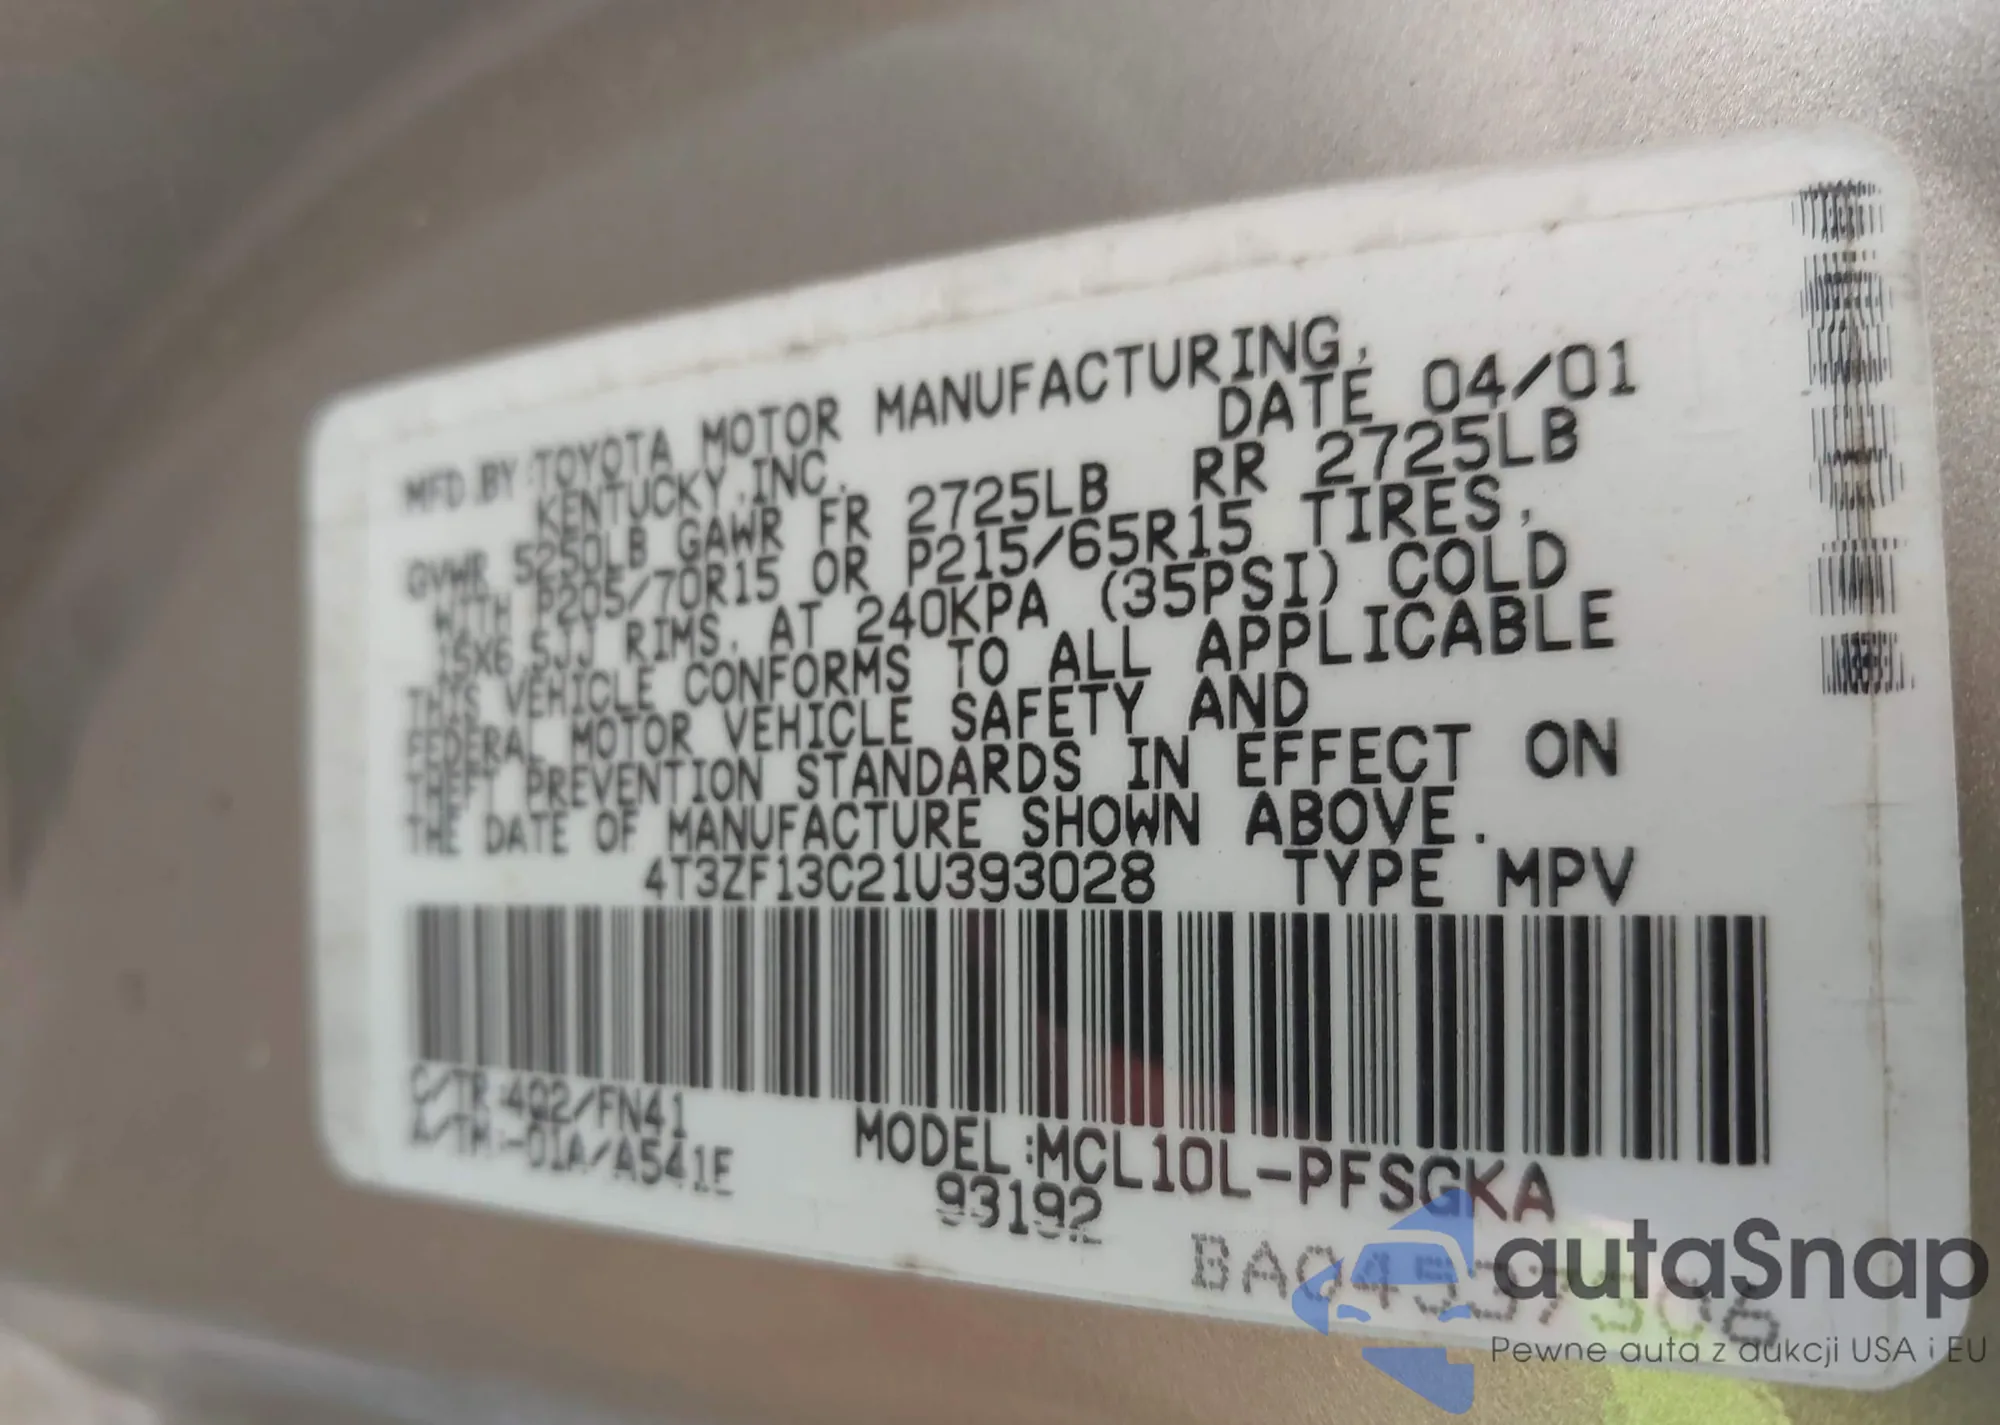 MFD.BY:TOYOTA MOTOR MANUFACTURING,
KENTUCKY,INC. DATE 04/01
GVWR 5250LB GAWR FR 2725LB RR 2725LB
WITH P205/70R15 OR P215/65R15 TIRES,
15X6.5JJ RIMS, AT 240KPA (35PSI) COLD
THIS VEHICLE CONFORMS TO ALL APPLICABLE
FEDERAL MOTOR VEHICLE SAFETY AND
THEFT PREVENTION STANDARDS IN EFFECT ON
THE DATE OF MANUFACTURE SHOWN ABOVE.
4T3ZF13C21U393028 TYPE MPV
C/TR:4Q2/FN41
A/TM:-01A/A541E
MODEL:MCL10L-PFSGKA
93192
autaSnap
Pewne auta z aukcji USA i EU